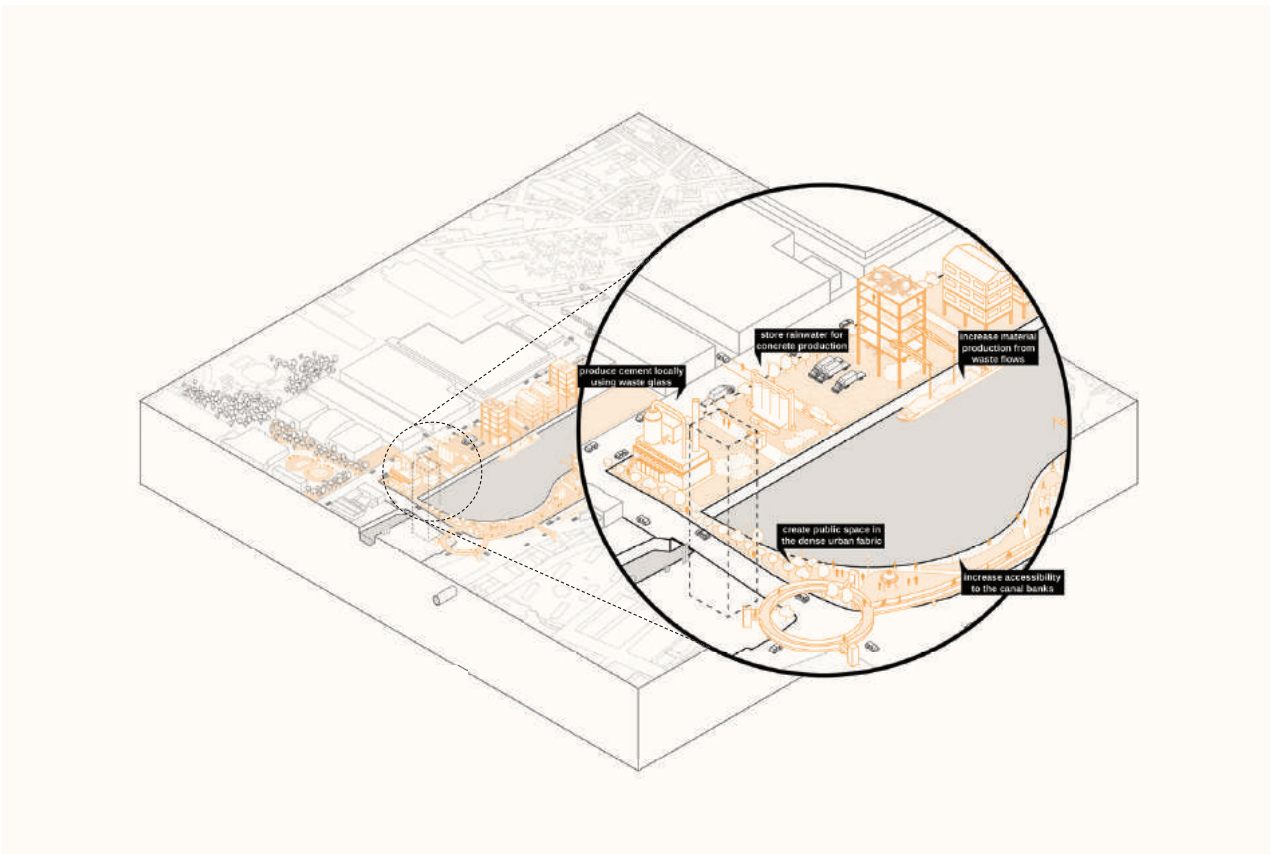 store rainwater for
concrete production
increase material
production from
waste flows
produce cement locally
using waste glass
create public space in
the dense urban fabric
increase accessibility
to the canal banks